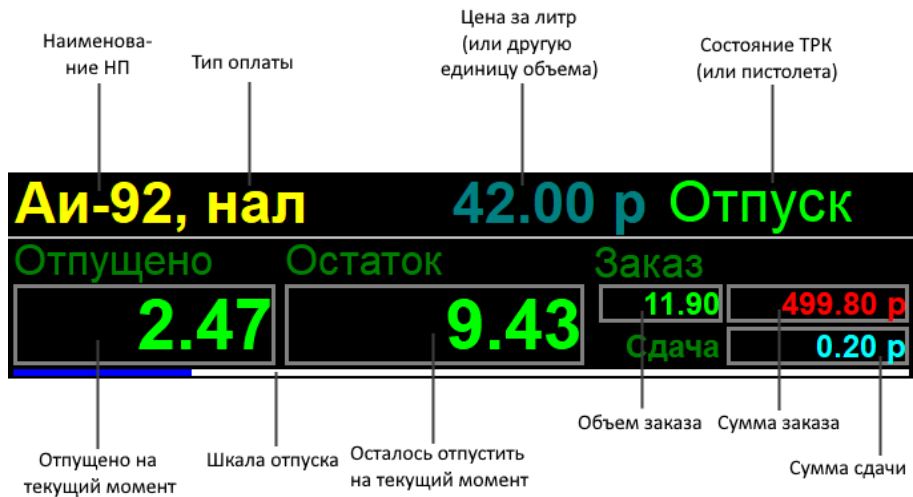 Наименова-
ние НП
Тип оплаты
Цена за литр
(или другую
единицу объема)
Состояние ТРК
(или пистолета)
Аи-92, нал 42.00 р Отпуск
Отпущено Остаток Заказ
2.47 9.43 11.90 499.80 р
Сдача 0.20 р
Отпущено на
текущий момент
Шкала отпуска
Осталось отпустить
на текущий момент
Объем заказа
Сумма заказа
Сумма сдачи